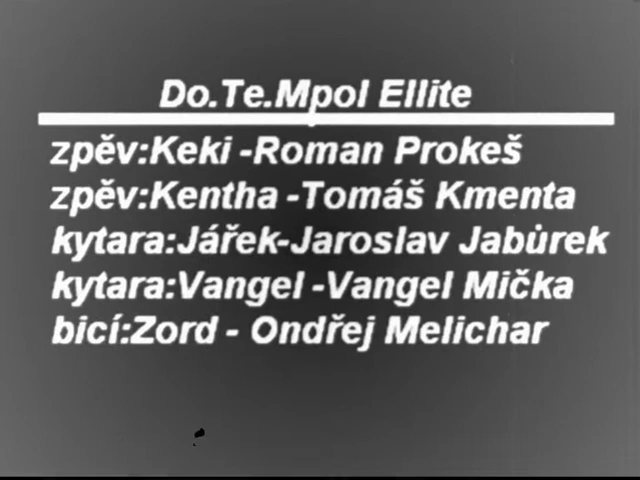 Do.Te.Mpol Ellite
zpěv:Keki -Roman Prokeš
zpěv:Kentha -Tomáš Kmenta
kytara:Jářek-Jaroslav Jabůrek
kytara:Vangel -Vangel Mička
bicí:Zord - Ondřej Melichar